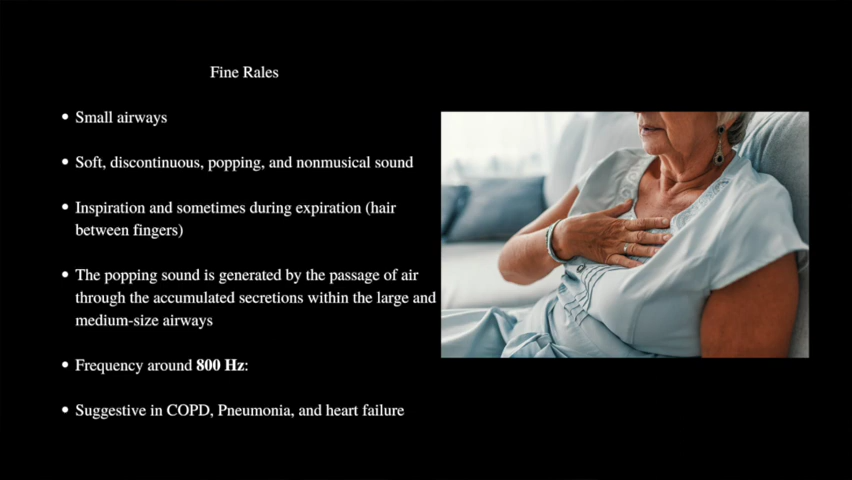 Fine Rales
• Small airways
• Soft, discontinuous, popping, and nonmusical sound
• Inspiration and sometimes during expiration (hair
between fingers)
• The popping sound is generated by the passage of air
through the accumulated secretions within the large and
medium-size airways
• Frequency around 800 Hz:
• Suggestive in COPD, Pneumonia, and heart failure